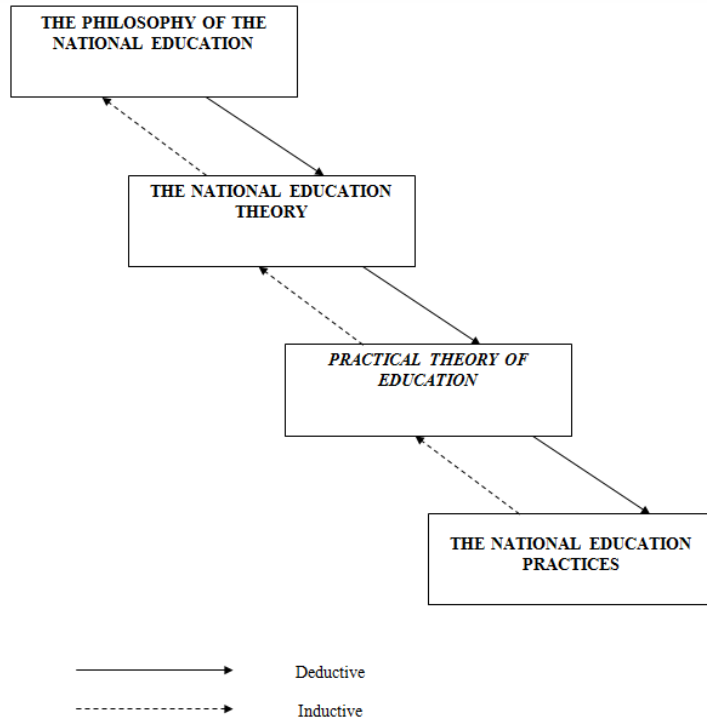 THE PHILOSOPHY OF THE
NATIONAL EDUCATION
THE NATIONAL EDUCATION
THEORY
PRACTICAL THEORY OF
EDUCATION
THE NATIONAL EDUCATION
PRACTICES
Deductive
Inductive